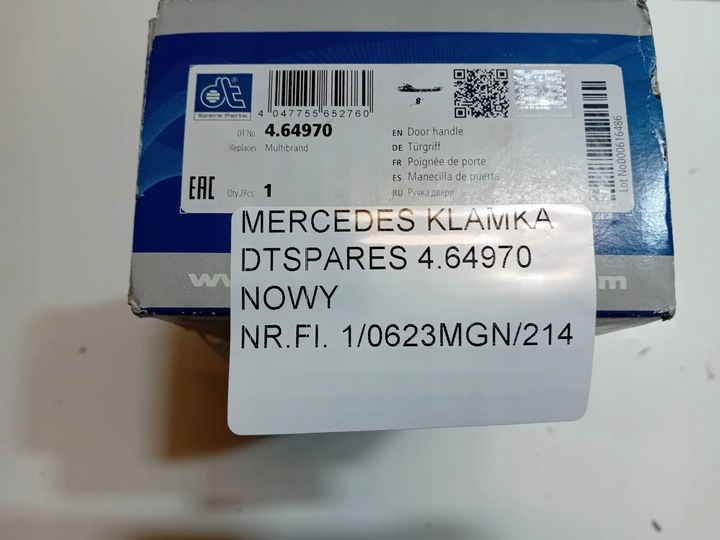 dt®
Spare Parts
4 047755 652760
8
DT No. 4.64970
Replaces Multibrand
EAC
Qty./Pcs. 1
EN Door handle
DE Türgriff
FR Poignée de porte
ES Manecilla de puerta
RU Ручка двери
Lot No000616486
MERCEDES KLAMKA
DTSPARES 4.64970
NOWY
NR.FI. 1/0623MGN/214